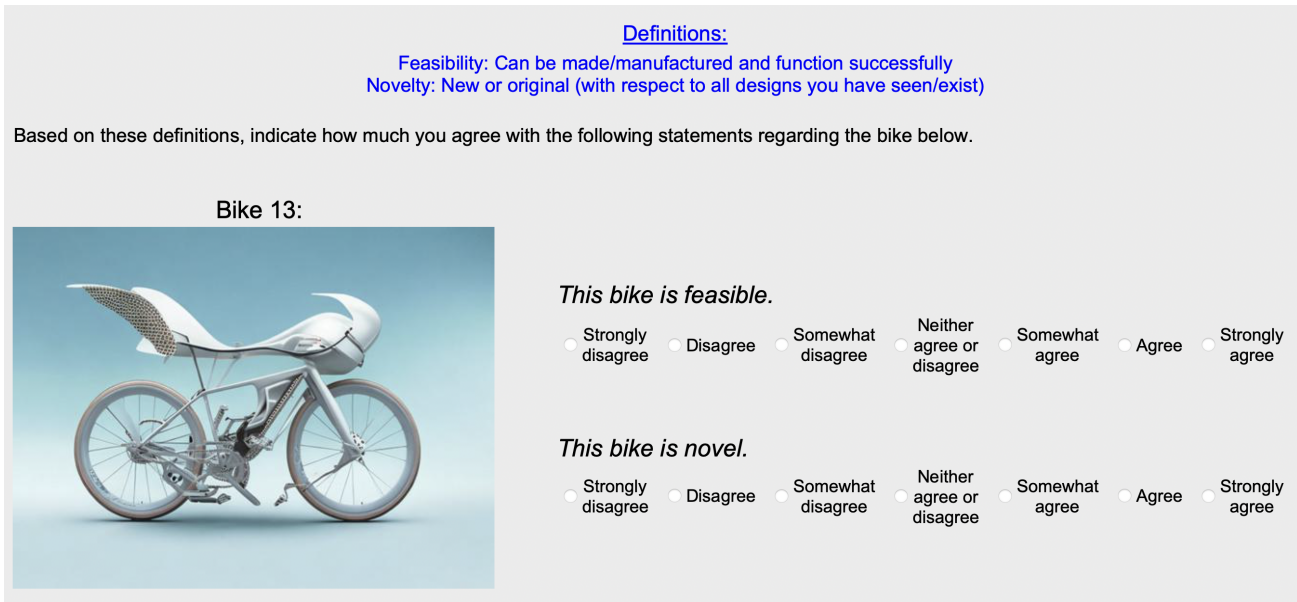 Definitions:
Feasibility: Can be made/manufactured and function successfully
Novelty: New or original (with respect to all designs you have seen/exist)
Based on these definitions, indicate how much you agree with the following statements regarding the bike below.
Bike 13:
This bike is feasible.
Strongly disagree
Disagree
Somewhat disagree
Neither agree or disagree
Somewhat agree
Agree
Strongly agree
This bike is novel.
Strongly disagree
Disagree
Somewhat disagree
Neither agree or disagree
Somewhat agree
Agree
Strongly agree